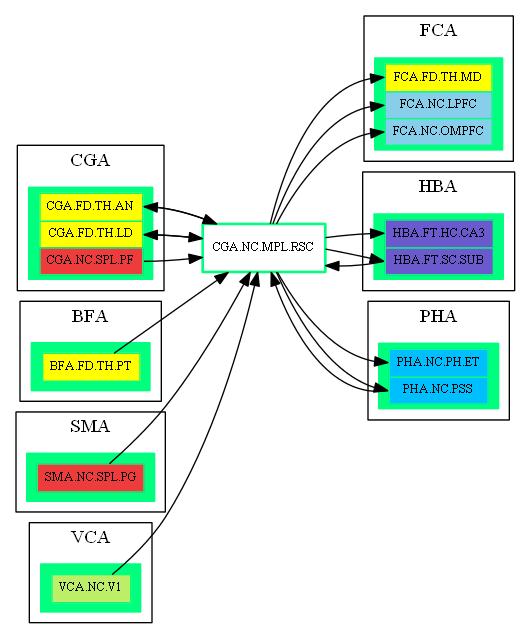 FCA
FCA.FD.TH.MD
FCA.NC.LPFC
FCA.NC.OMPFC
CGA
CGA.FD.TH.AN
CGA.FD.TH.LD
CGA.NC.SPL.PF
HBA
HBA.FT.HC.CA3
HBA.FT.SC.SUB
CGA.NC.MPL.RSC
BFA
BFA.FD.TH.PT
PHA
PHA.NC.PH.ET
PHA.NC.PSS
SMA
SMA.NC.SPL.PG
VCA
VCA.NC.V1